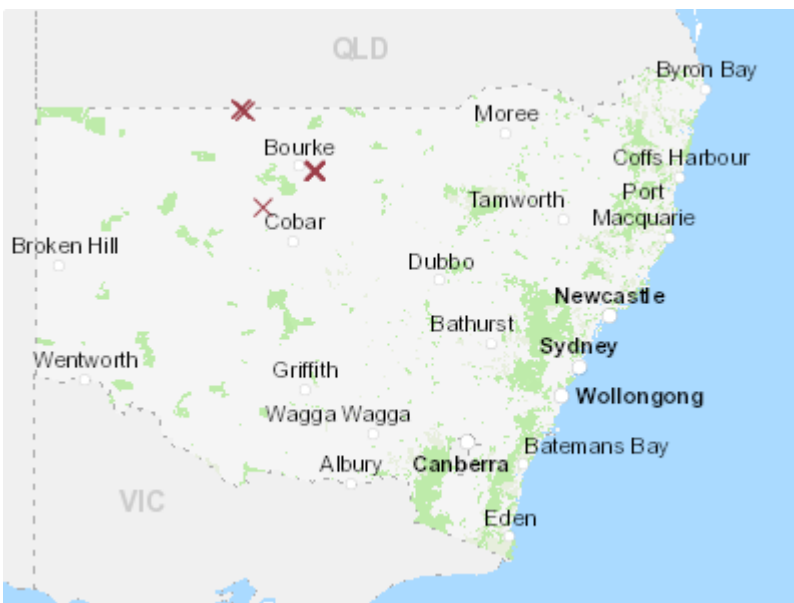 QLD
Byron Bay
Moree
Bourke
Coffs Harbour
Port
Macquarie
Tamworth
Cobar
Broken Hill
Dubbo
Newcastle
Bathurst
Sydney
Wentworth
Griffith
Wollongong
Wagga Wagga
Batemans Bay
Albury
Canberra
VIC
Eden